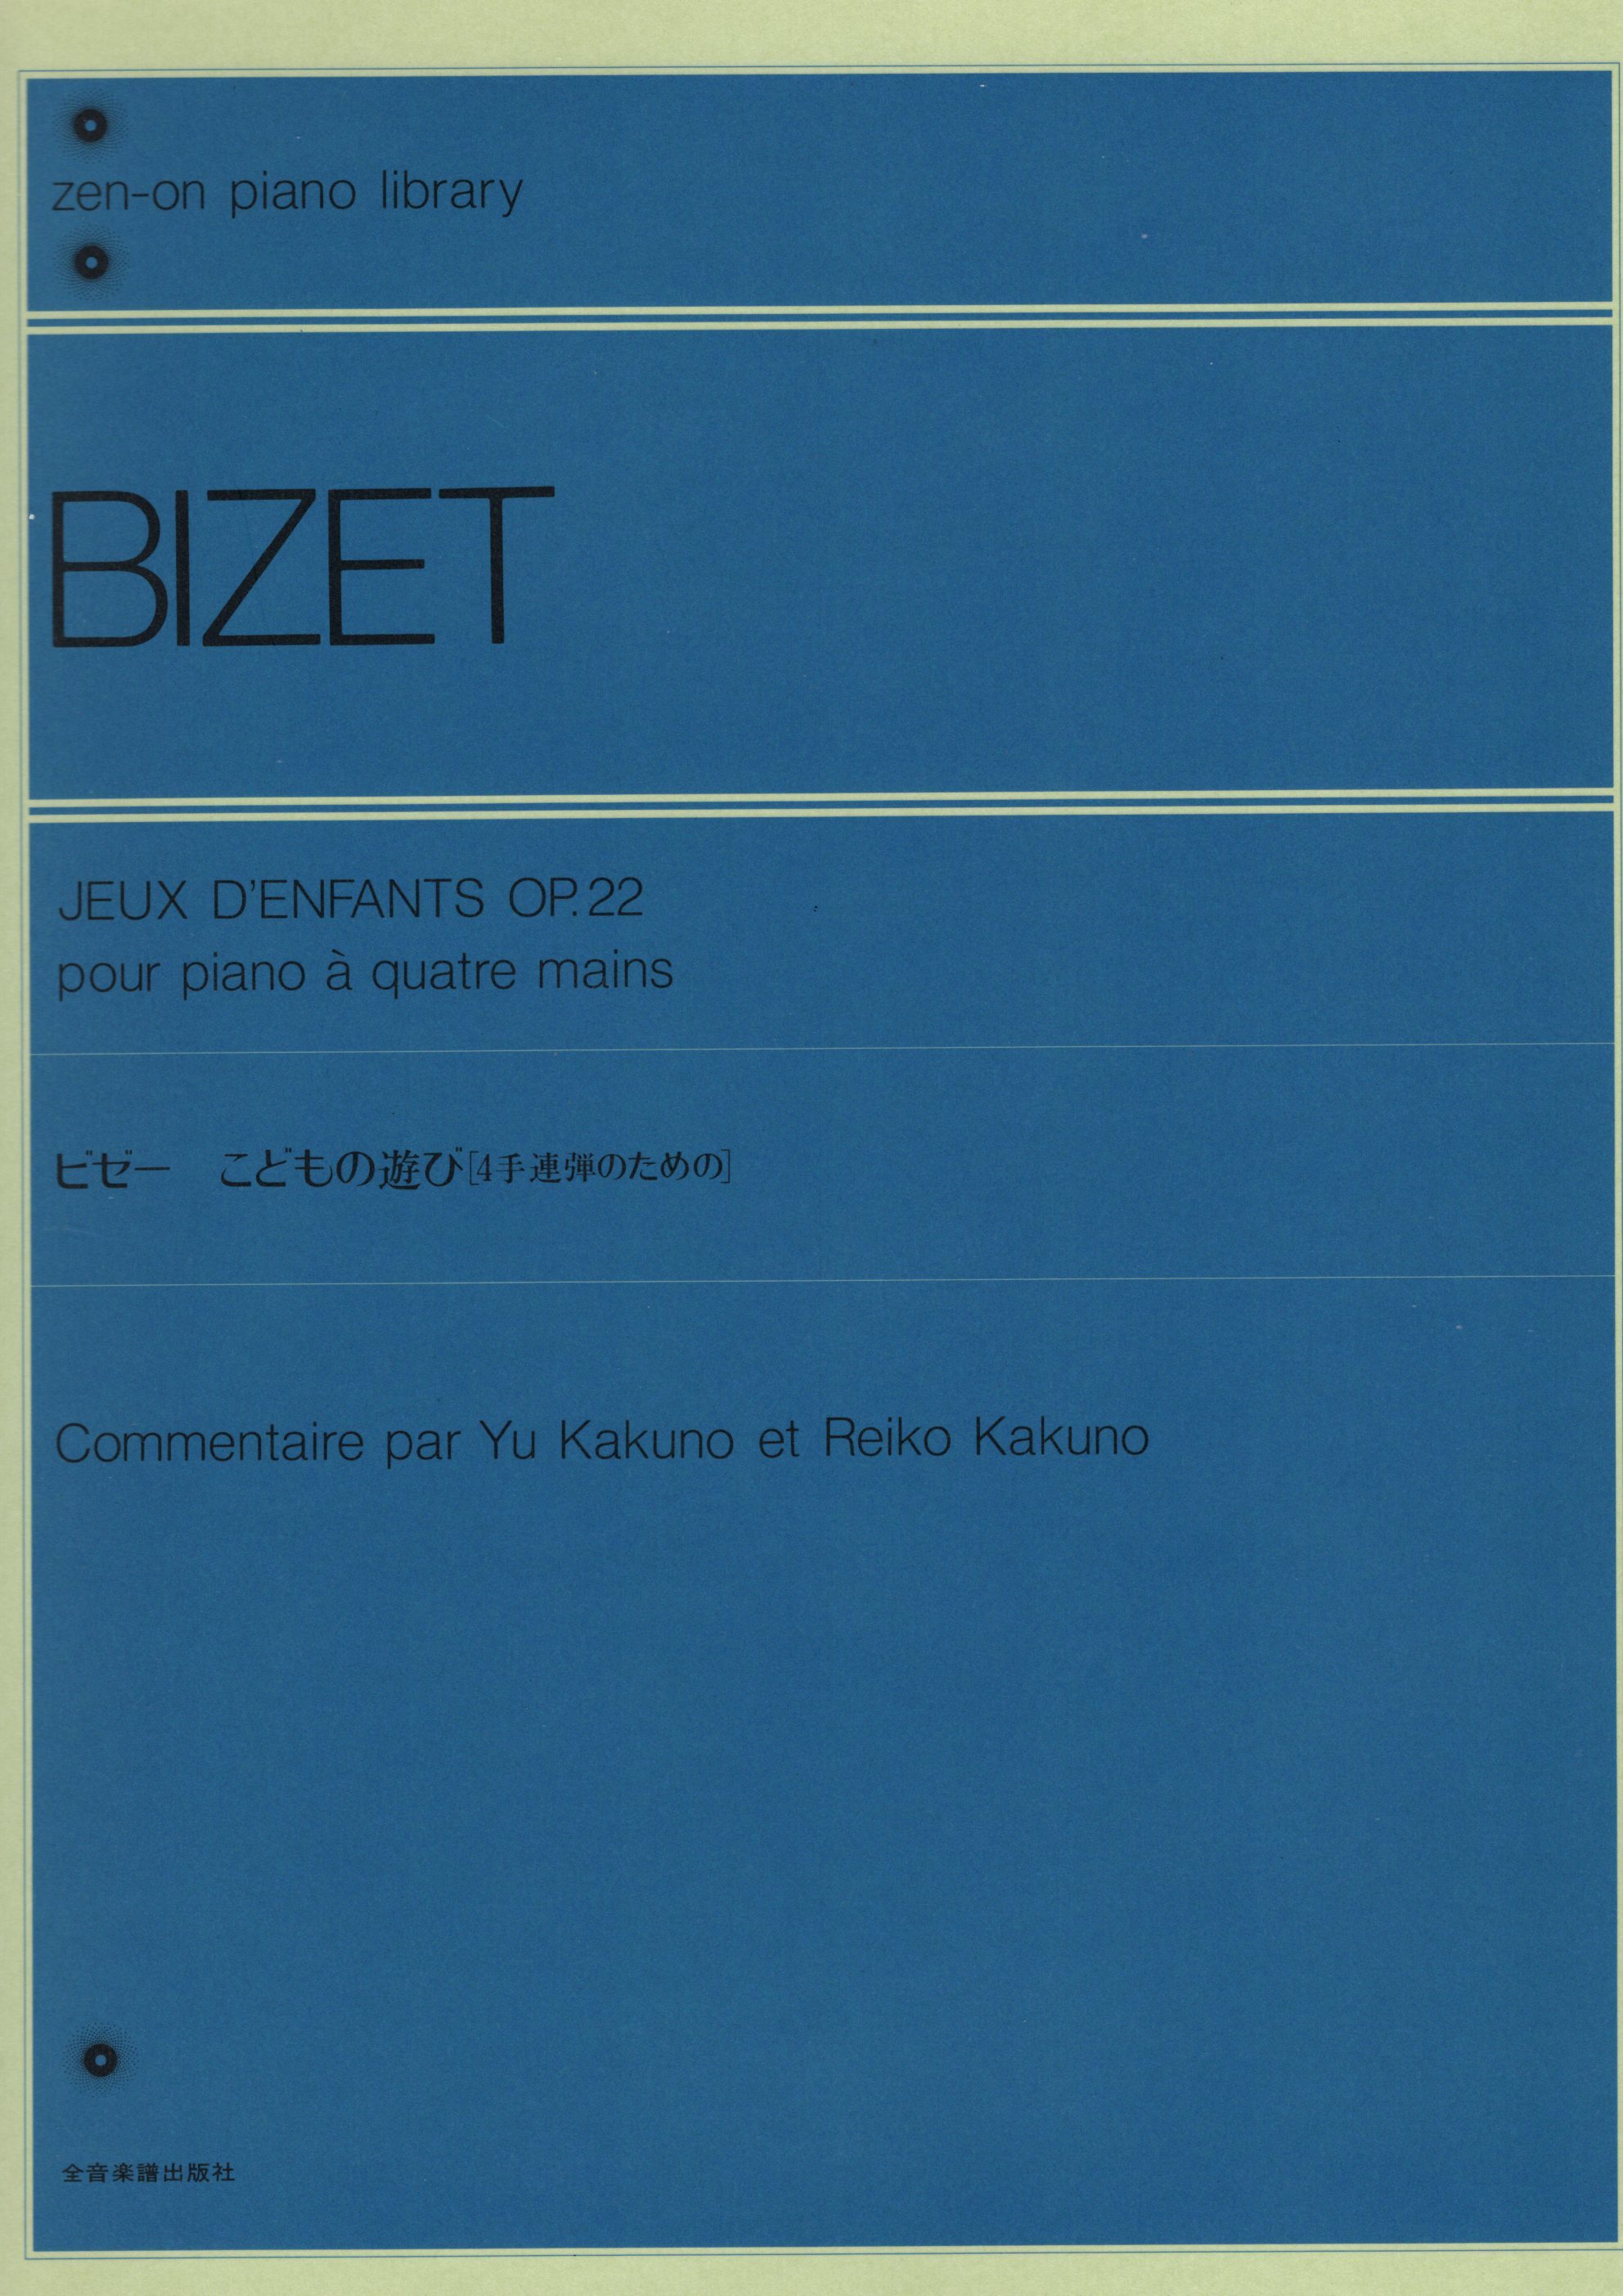 zen-on piano library
BIZET
JEUX D'ENFANTS OP.22
pour piano à quatre mains
ビゼー　こどもの遊び[4手連弾のための]
Commentaire par Yu Kakuno et Reiko Kakuno
全音楽譜出版社